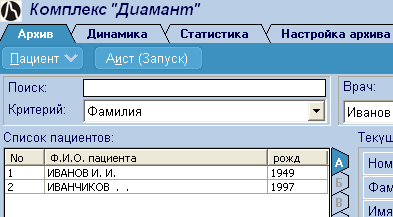 Комплекс "Диамант"
Архив Динамика Статистика Настройка архива
Пациент Аист (Запуск)
Поиск: Врач:
Критерий: Фамилия Иванов
Список пациентов: Текущ
No Ф.И.О. пациента рожд А Ном
1 ИВАНОВ И. И. 1949
2 ИВАНЧИКОВ . . 1997 Б Фам
В Имя